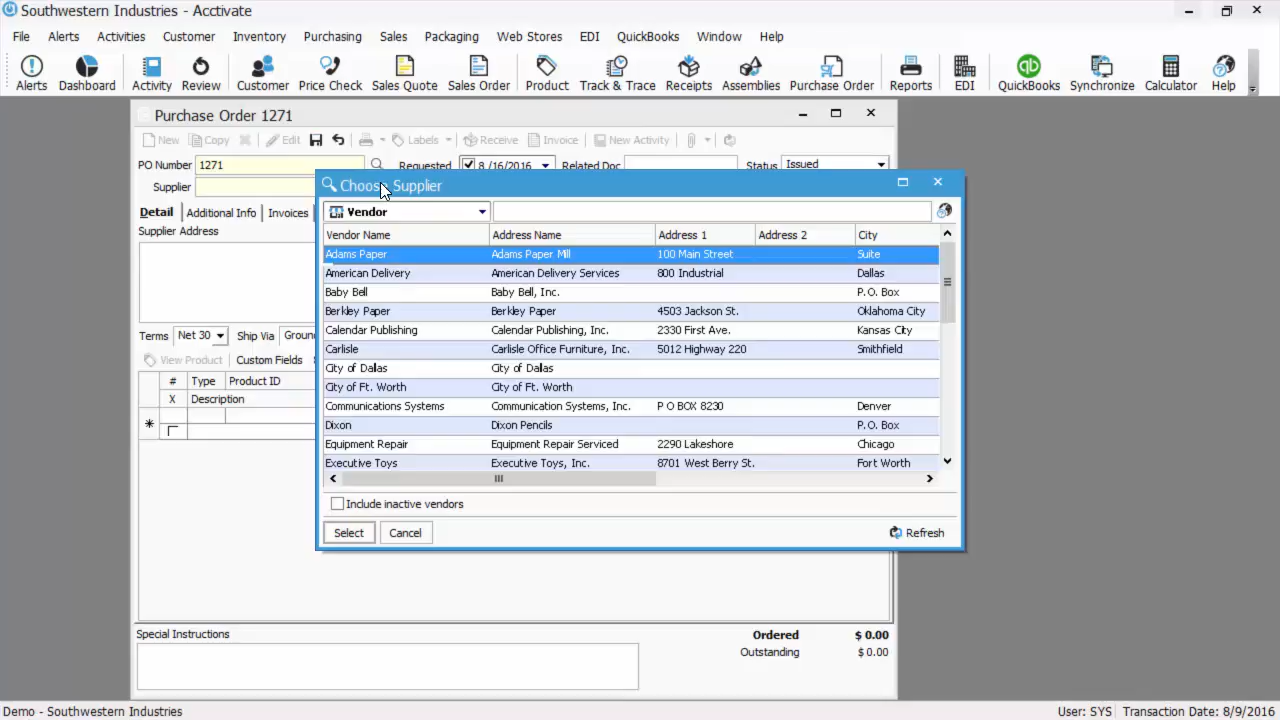 Southwestern Industries - Acctivate
File Alerts Activities Customer Inventory Purchasing Sales Packaging Web Stores EDI QuickBooks Window Help
Alerts Dashboard Activity Review Customer Price Check Sales Quote Sales Order Product Track & Trace Receipts Assemblies Purchase Order Reports EDI QuickBooks Synchronize Calculator Help
Purchase Order 1271
New Copy Edit Labels Receive Invoice New Activity
PO Number 1271 Requested 8/16/2016 Related Doc Status Issued
Supplier
Choose Supplier
Detail Additional Info Invoices
Vendor
Supplier Address
Vendor Name Address Name Address 1 Address 2 City
Adams Paper Adams Paper Mill 100 Main Street Suite
American Delivery American Delivery Services 800 Industrial Dallas
Baby Bell Baby Bell, Inc. P.O. Box
Berkley Paper Berkley Paper 4503 Jackson St. Oklahoma City
Calendar Publishing Calendar Publishing, Inc. 2330 First Ave. Kansas City
Carlisle Carlisle Office Furniture, Inc. 5012 Highway 220 Smithfield
City of Dallas City of Dallas
City of Ft. Worth City of Ft. Worth
Communications Systems Communication Systems, Inc. P O BOX 8230 Denver
Dixon Dixon Pencils P.O. Box
Equipment Repair Equipment Repair Serviced 2290 Lakeshore Chicago
Executive Toys Executive Toys, Inc. 8701 West Berry St. Fort Worth
Include inactive vendors
Select Cancel Refresh
Terms Net 30 Ship Via
View Product Custom Fields
# Type Product ID
X Description
Special Instructions
Ordered $ 0.00
Outstanding $ 0.00
Demo - Southwestern Industries User: SYS Transaction Date: 8/9/2016